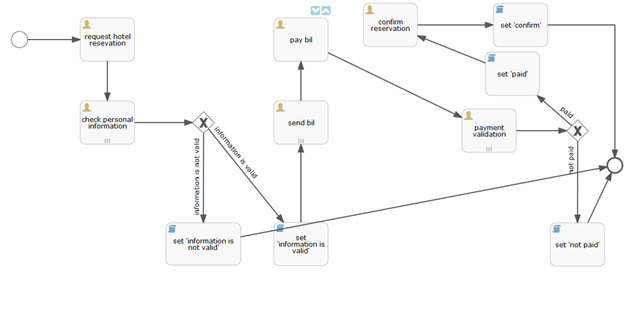 request hotel
resevation
check personal
information
information is not valid
information is valid
set 'information is
not valid'
set
'information is
valid'
send bil
pay bil
payment
validation
paid
not paid
set 'paid'
confirm
reservation
set 'confirm'
set 'not paid'